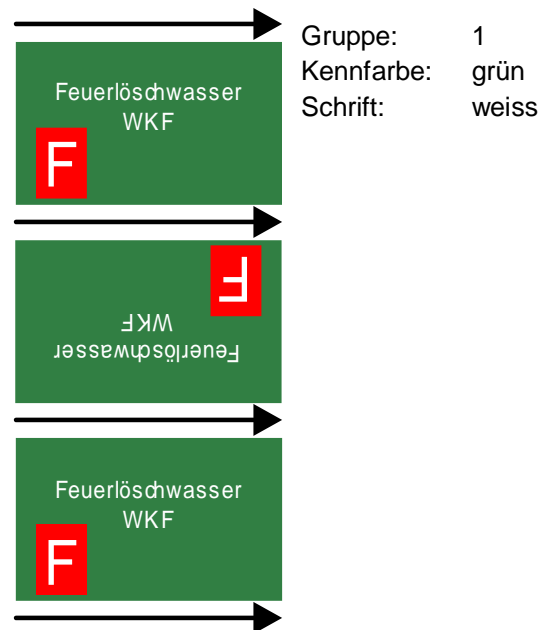 Gruppe: 1
Kennfarbe: grün
Schrift: weiss
Feuerlöschwasser
WKF
F
F
WKF
Feuerlöschwasser
Feuerlöschwasser
WKF
F